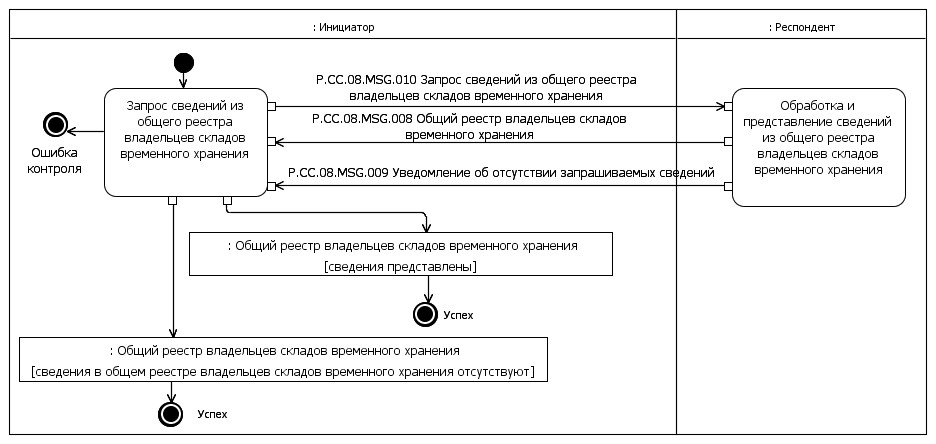 : Инициатор
: Респондент
P.CC.08.MSG.010 Запрос сведений из общего реестра
владельцев складов временного хранения
Запрос сведений из
общего реестра
владельцев складов
временного хранения
Обработка и
представление сведений
из общего реестра
владельцев складов
временного хранения
P.CC.08.MSG.008 Общий реестр владельцев складов
временного хранения
Ошибка
контроля
P.CC.08.MSG.009 Уведомление об отсутствии запрашиваемых сведений
: Общий реестр владельцев складов временного хранения
[сведения представлены]
Успех
: Общий реестр владельцев складов временного хранения
[сведения в общем реестре владельцев складов временного хранения отсутствуют]
Успех